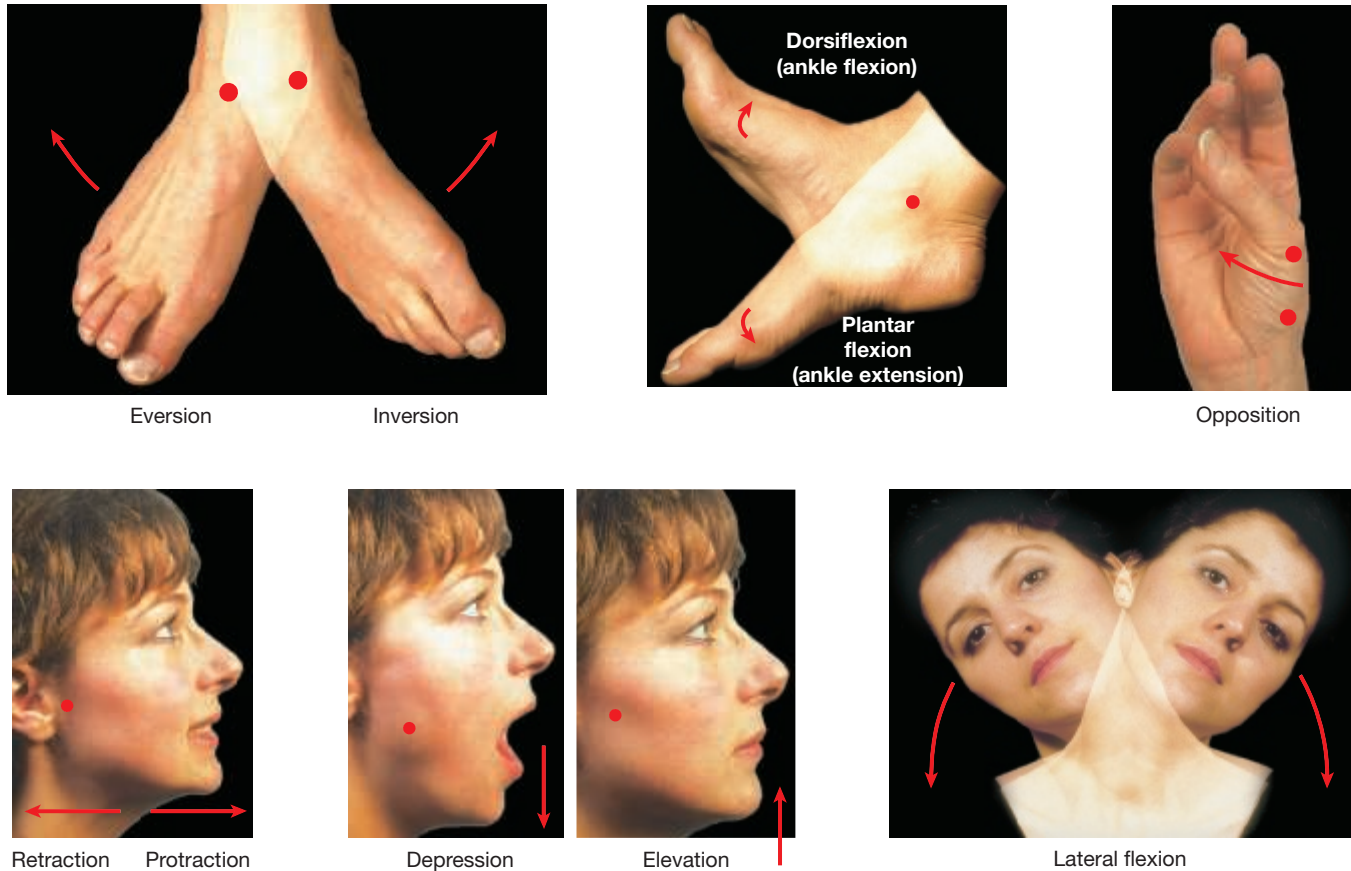 Dorsiflexion
(ankle flexion)
Plantar
flexion
(ankle extension)
Eversion
Inversion
Opposition
Retraction
Protraction
Depression
Elevation
Lateral flexion